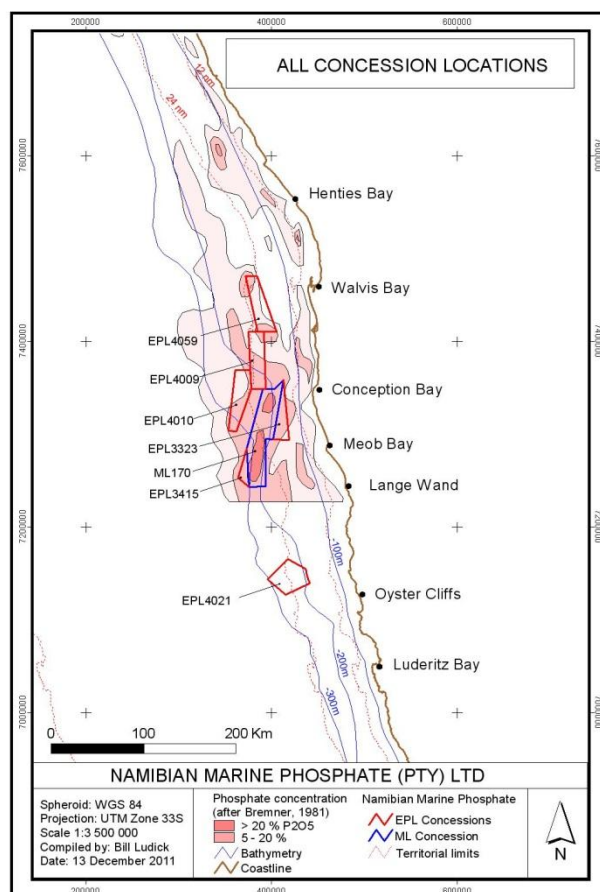 200000 400000 600000
ALL CONCESSION LOCATIONS
12 nm
24 nm
7600000 7600000
Henties Bay
Walvis Bay
EPL4059
7400000 7400000
EPL4009
Conception Bay
EPL4010
EPL3323
Meob Bay
ML170
EPL3415
Lange Wand
7200000 7200000
-100m
EPL4021
Oyster Cliffs
-200m
Luderitz Bay
-300m
7000000 7000000
0 100 200 Km
NAMIBIAN MARINE PHOSPHATE (PTY) LTD
Spheroid: WGS 84
Projection: UTM Zone 33S
Scale 1:3 500 000
Compiled by: Bill Ludick
Date: 13 December 2011
Phosphate concentration
(after Bremner, 1981)
> 20 % P2O5
5 - 20 %
Bathymetry
Coastline
Namibian Marine Phosphate
EPL Concessions
ML Concession
Territorial limits
N
200000 400000 600000